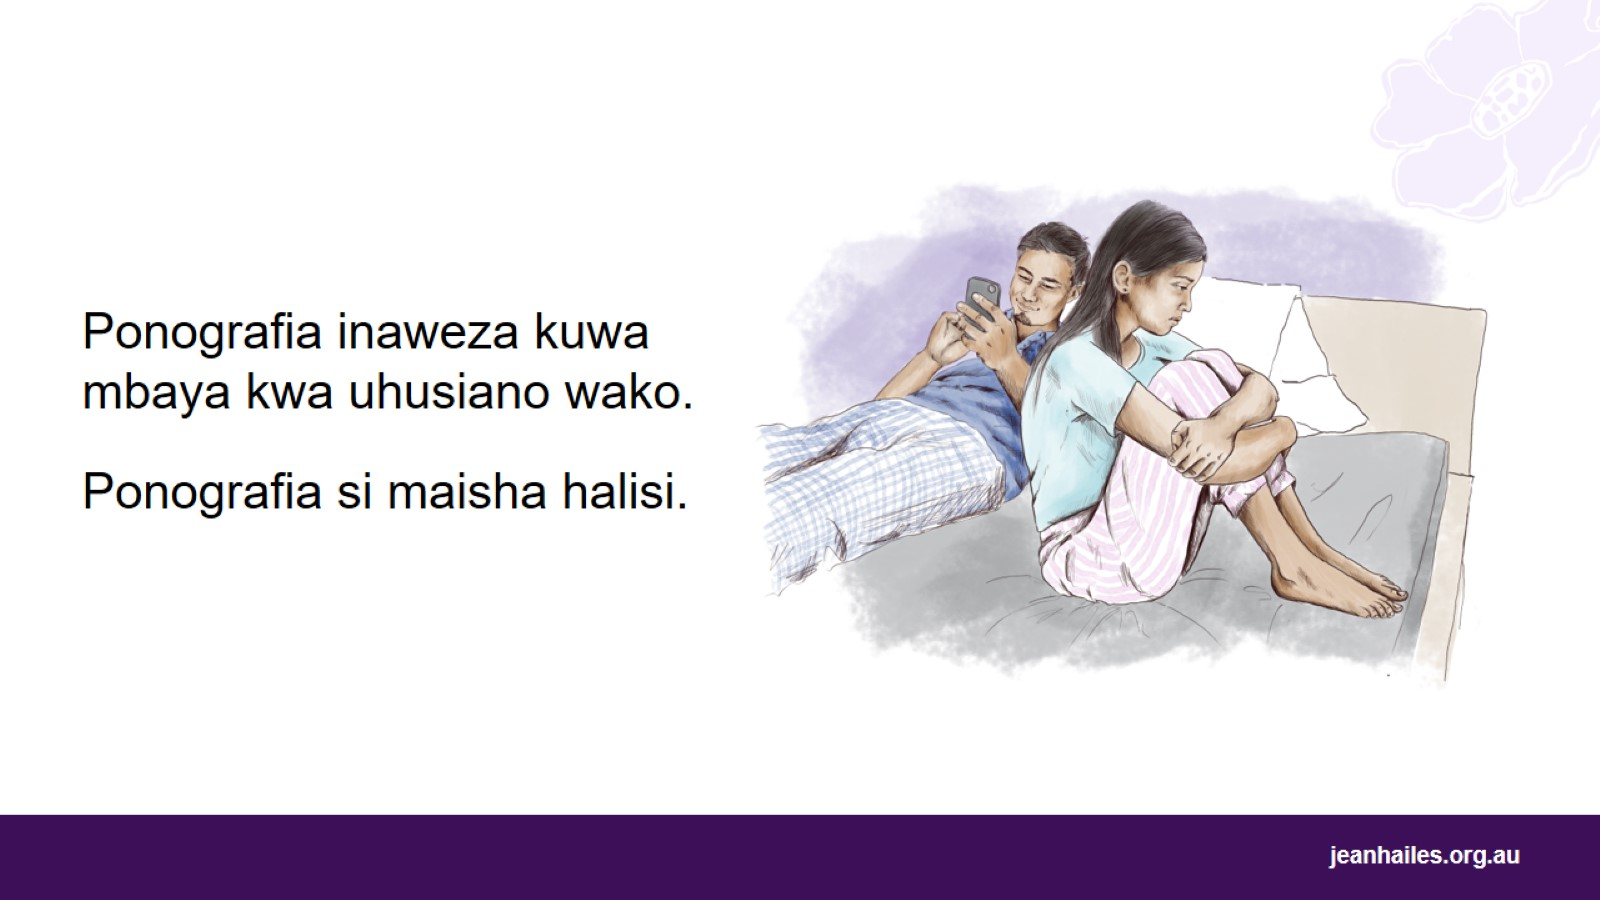 Ponografia inaweza kuwa
mbaya kwa uhusiano wako.
Ponografia si maisha halisi.
jeanhailes.org.au